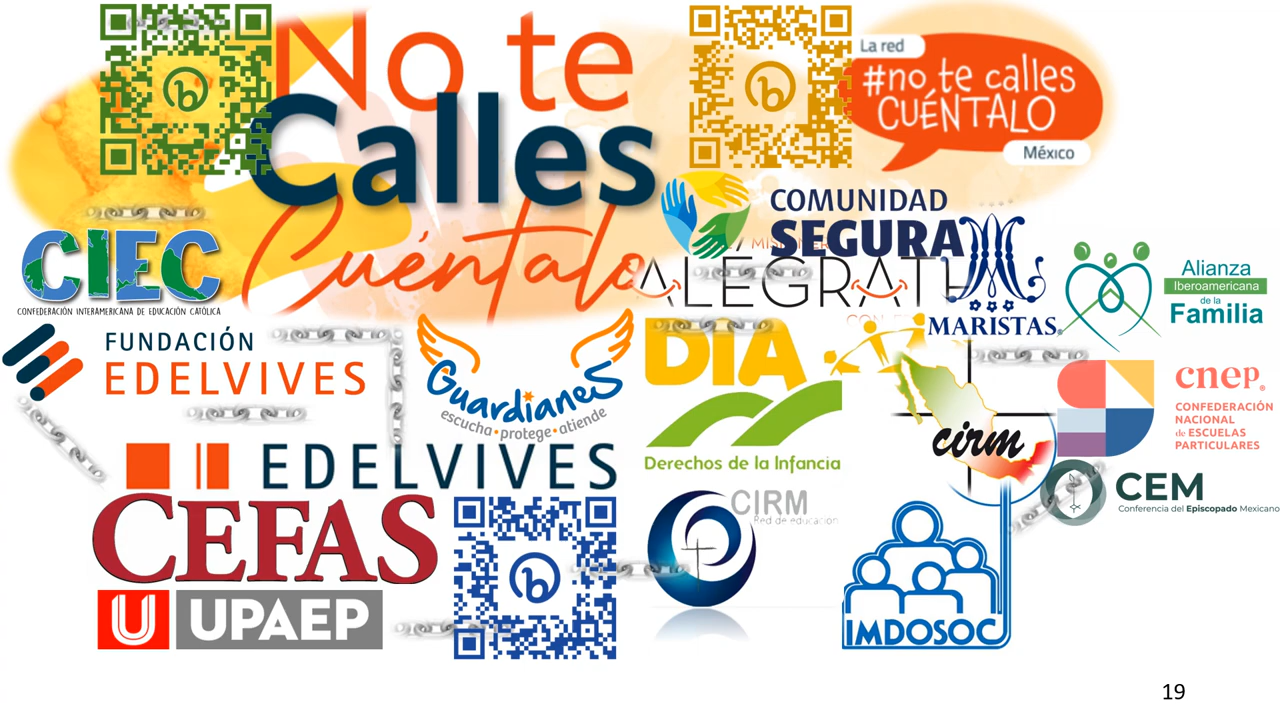 No te
Calles
Cuéntalo
La red
#no te calles
CUÉNTALO
México
COMUNIDAD
SEGURA
ALEGRATH
MARISTAS
CIEC
CONFEDERACIÓN INTERAMERICANA DE EDUCACIÓN CATÓLICA
Alianza
Iberoamericana
de la
Familia
FUNDACIÓN
EDELVIVES
Guardianes
escucha • protege • atiende
DIA
Derechos de la Infancia
cirm
cnep®
CONFEDERACIÓN
NACIONAL
de ESCUELAS
PARTICULARES
EDELVIVES
CEM
Conferencia del Episcopado Mexicano
CEFAS
U UPAEP
CIRM
Red de educación
IMDOSOC
19